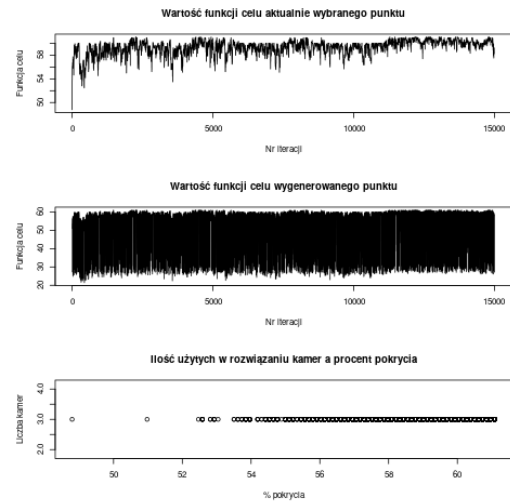 Wartość funkcji celu aktualnie wybranego punktu
Funkcja celu
50
54
58
0
5000
10000
15000
Nr iteracji
Wartość funkcji celu wygenerowanego punktu
Funkcja celu
20
30
40
50
60
0
5000
10000
15000
Nr iteracji
Ilość użytych w rozwiązaniu kamer a procent pokrycia
Liczba kamer
2.0
3.0
4.0
50
52
54
56
58
60
% pokrycia